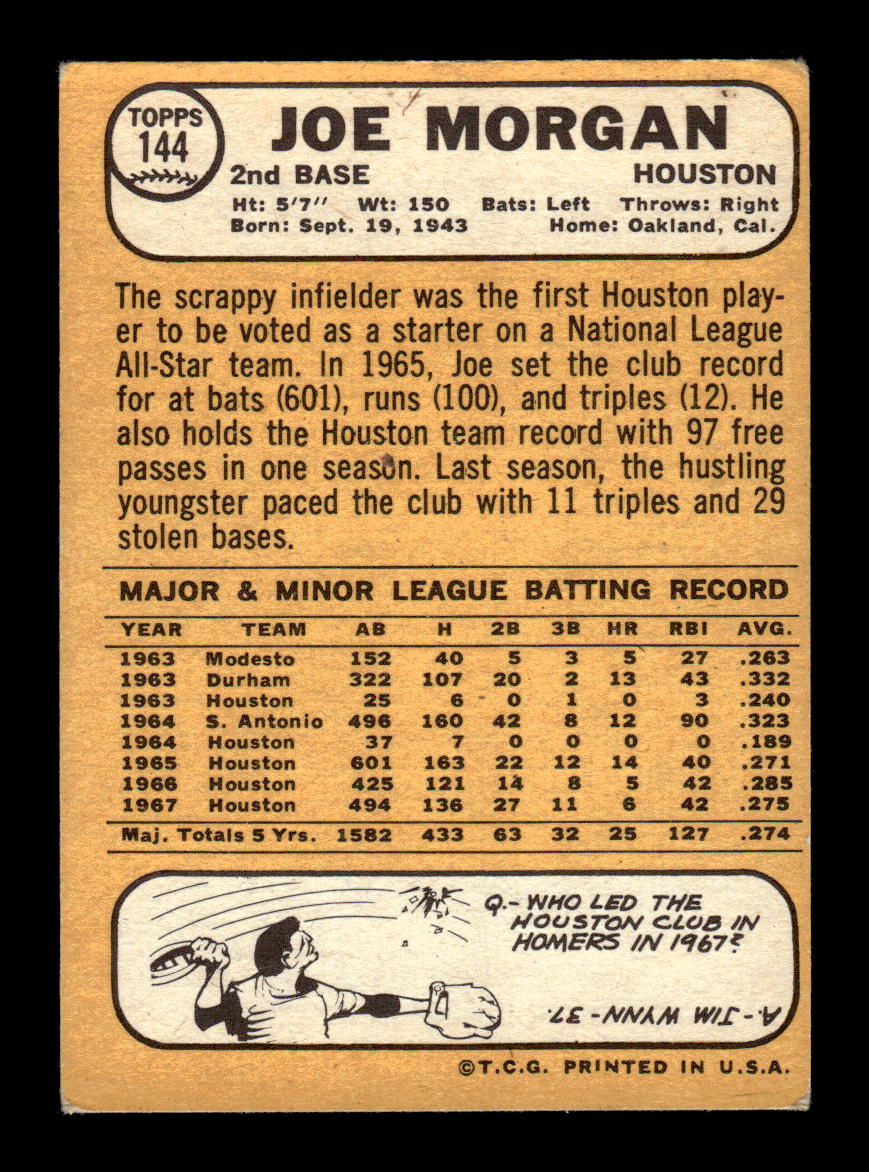 TOPPS
144
JOE MORGAN
2nd BASE HOUSTON
Ht: 5'7" Wt: 150 Bats: Left Throws: Right
Born: Sept. 19, 1943 Home: Oakland, Cal.
The scrappy infielder was the first Houston play-
er to be voted as a starter on a National League
All-Star team. In 1965, Joe set the club record
for at bats (601), runs (100), and triples (12). He
also holds the Houston team record with 97 free
passes in one season. Last season, the hustling
youngster paced the club with 11 triples and 29
stolen bases.
MAJOR & MINOR LEAGUE BATTING RECORD
YEAR TEAM AB H 2B 3B HR RBI AVG.
1963 Modesto 152 40 5 3 5 27 .263
1963 Durham 322 107 20 2 13 43 .332
1963 Houston 25 6 0 1 0 3 .240
1964 S. Antonio 496 160 42 8 12 90 .323
1964 Houston 37 7 0 0 0 0 .189
1965 Houston 601 163 22 12 14 40 .271
1966 Houston 425 121 14 8 5 42 .285
1967 Houston 494 136 27 11 6 42 .275
Maj. Totals 5 Yrs. 1582 433 63 32 25 127 .274
Q.-WHO LED THE
HOUSTON CLUB IN
HOMERS IN 1967?
A.-JIM WYNN-37.
©T.C.G. PRINTED IN U.S.A.